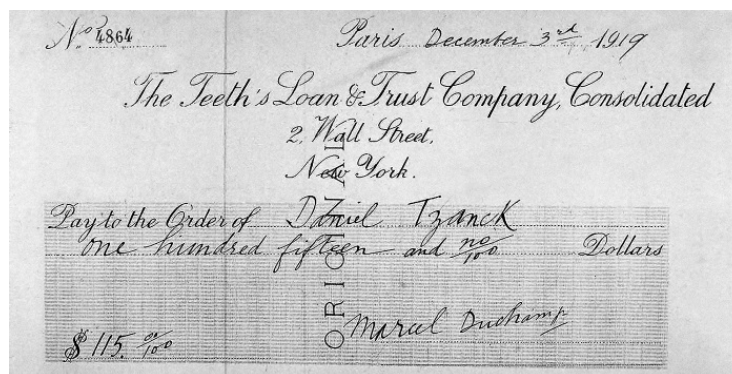 No 4864 Paris December 3rd 1919
The Teeth's Loan & Trust Company, Consolidated
2, Wall Street,
New York.
Pay to the Order of Daniel Tzanck
one hundred fifteen and no/100 Dollars
ORIGINAL
Marcel Duchamp
$ 115. oo/100